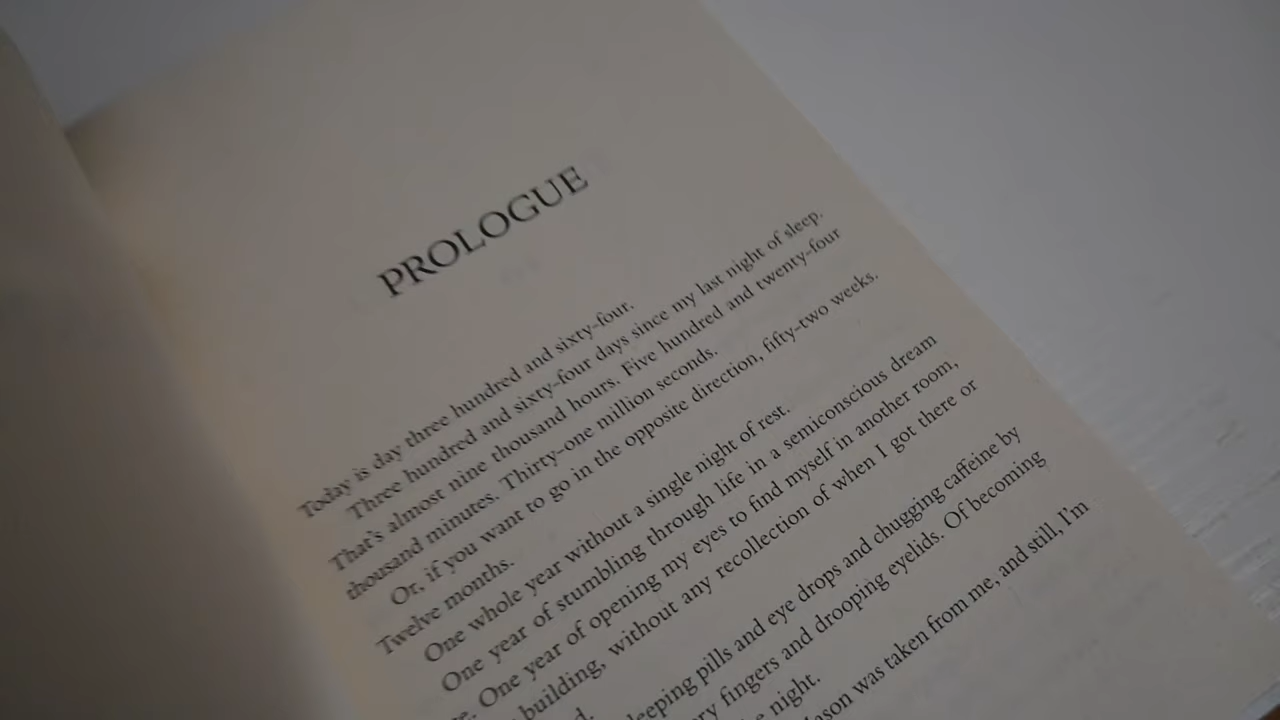 PROLOGUE
Today is day three hundred and sixty-four.
Three hundred and sixty-four days since my last night of sleep.
That's almost nine thousand hours. Five hundred and twenty-four
thousand minutes. Thirty-one million seconds.
Or, if you want to go in the opposite direction, fifty-two weeks.
Twelve months.
One whole year without a single night of rest.
One year of stumbling through life in a semiconscious dream
One year of opening my eyes to find myself in another room,
building, without any recollection of when I got there or
pills and eye drops and chugging caffeine by
fingers and drooping eyelids. Of becoming
night.
was taken from me, and still, I'm